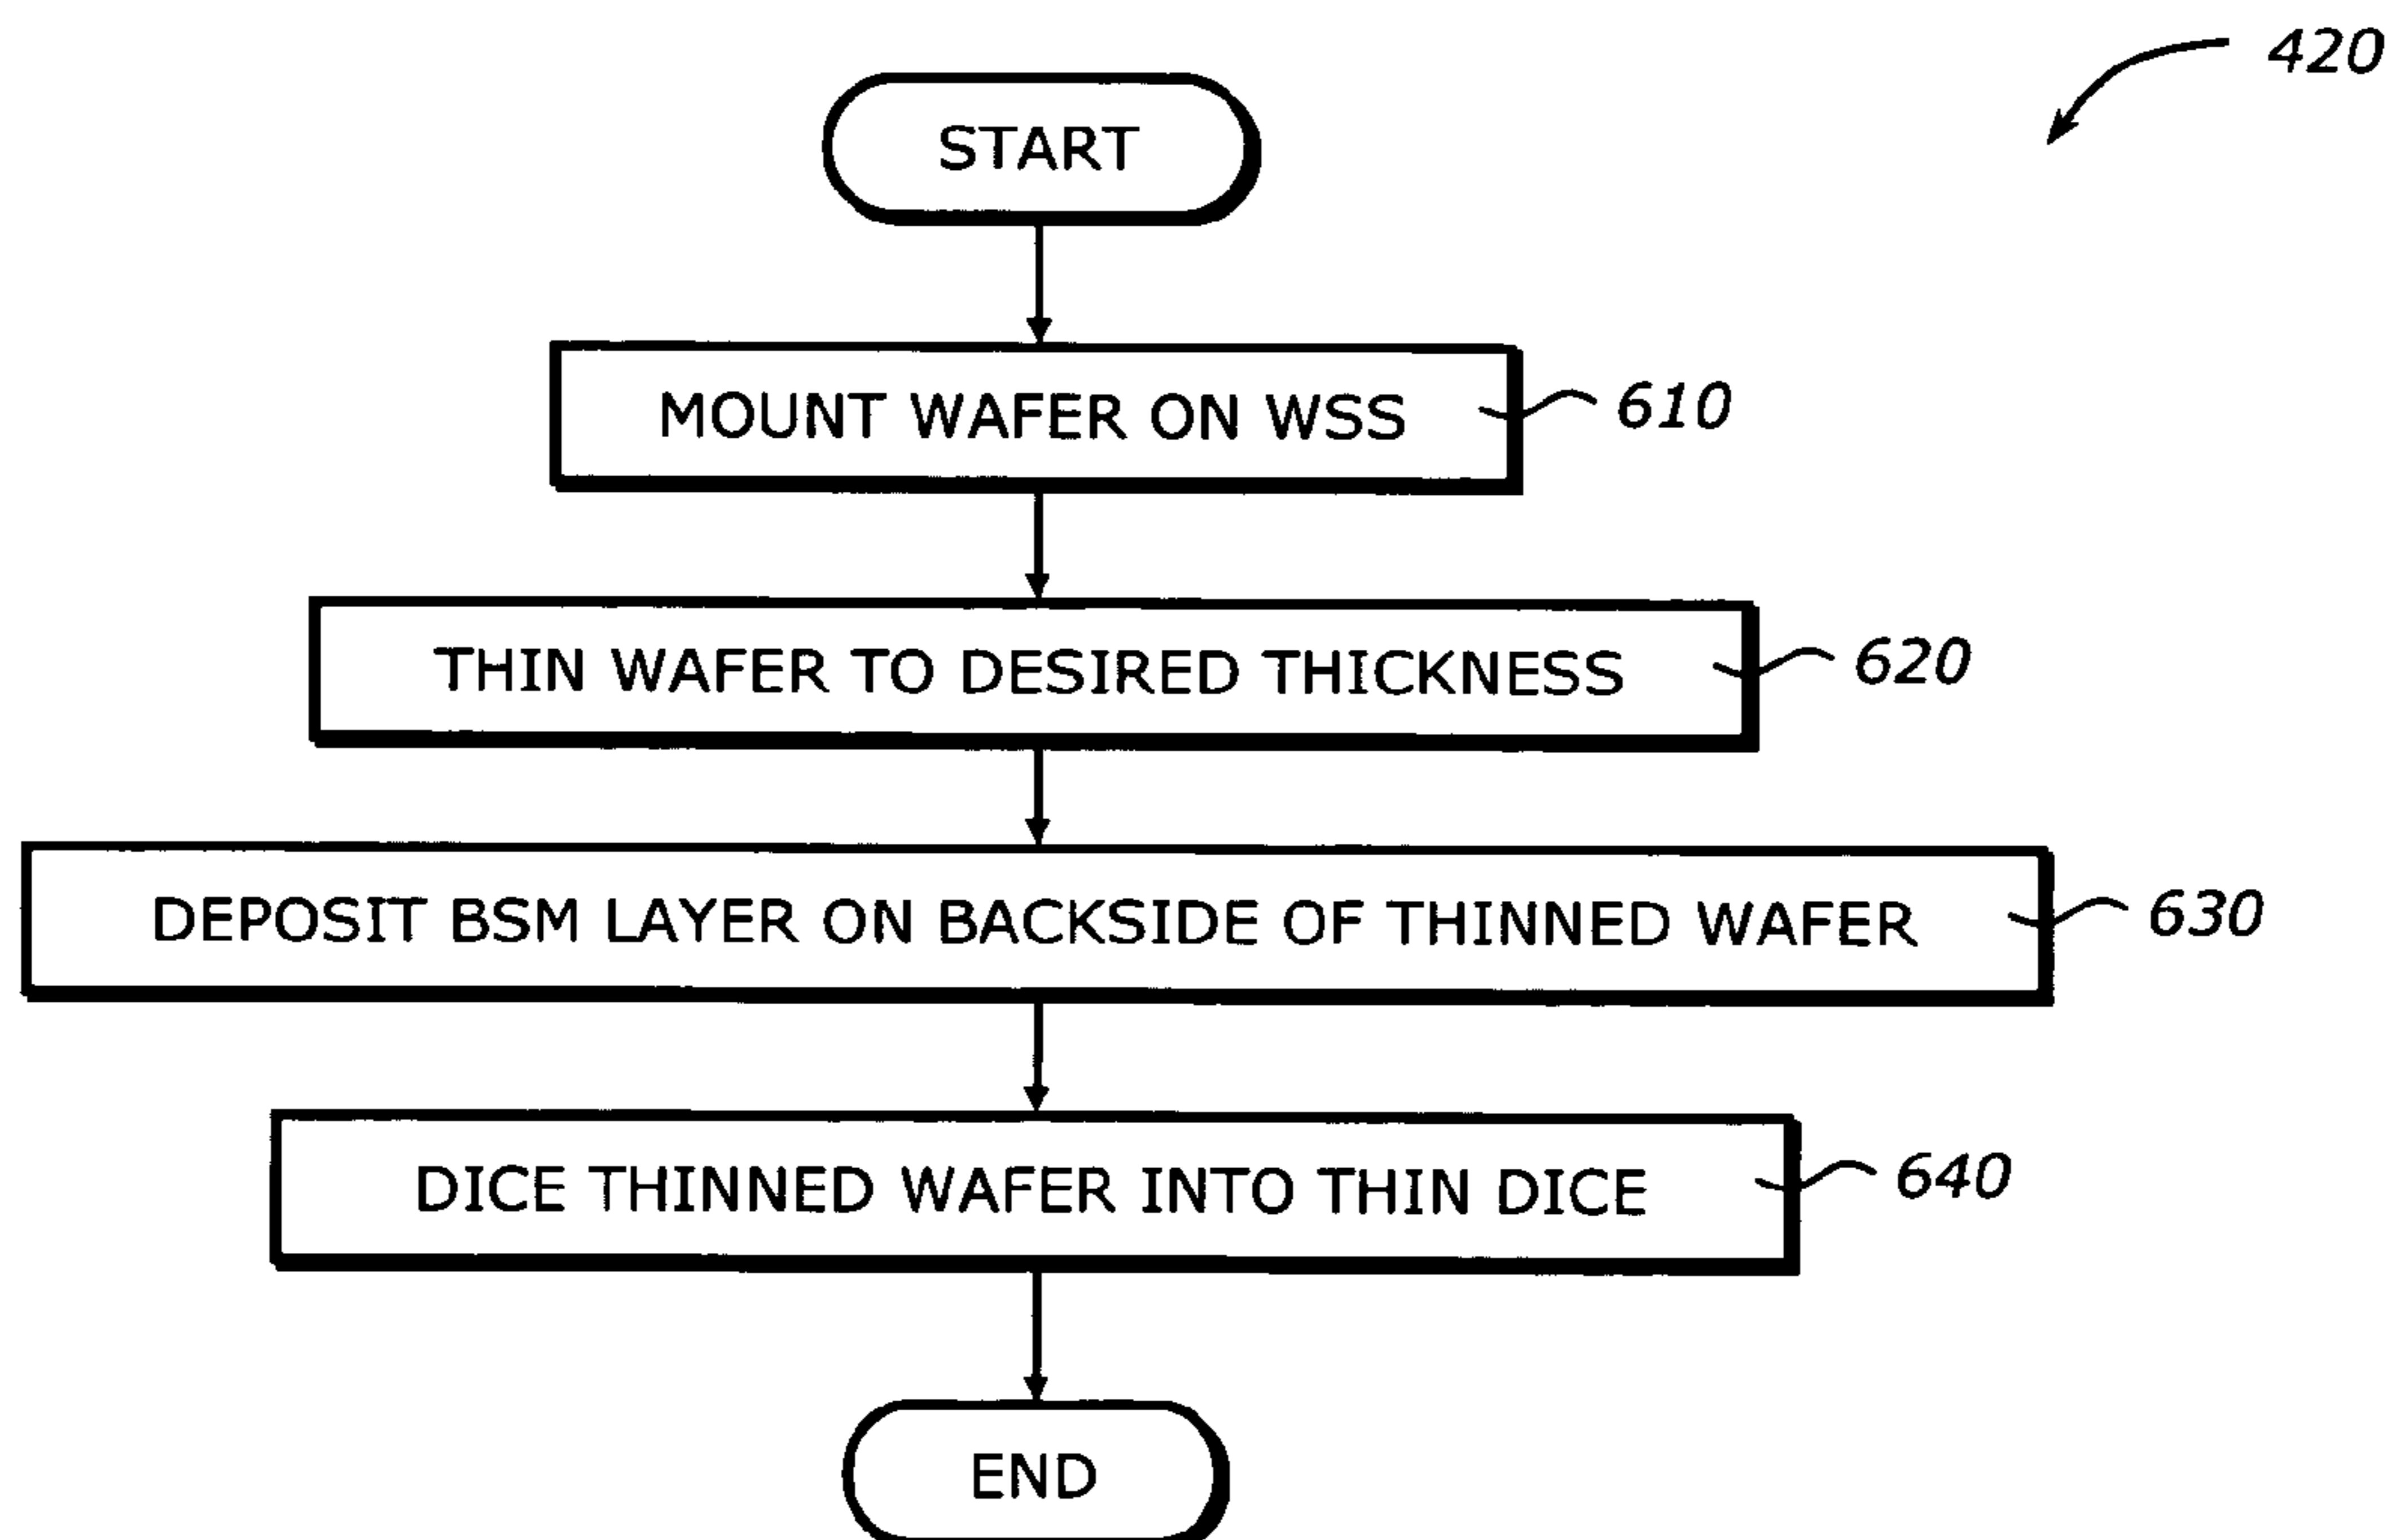 420
START
MOUNT WAFER ON WSS
610
THIN WAFER TO DESIRED THICKNESS
620
DEPOSIT BSM LAYER ON BACKSIDE OF THINNED WAFER
630
DICE THINNED WAFER INTO THIN DICE
640
END